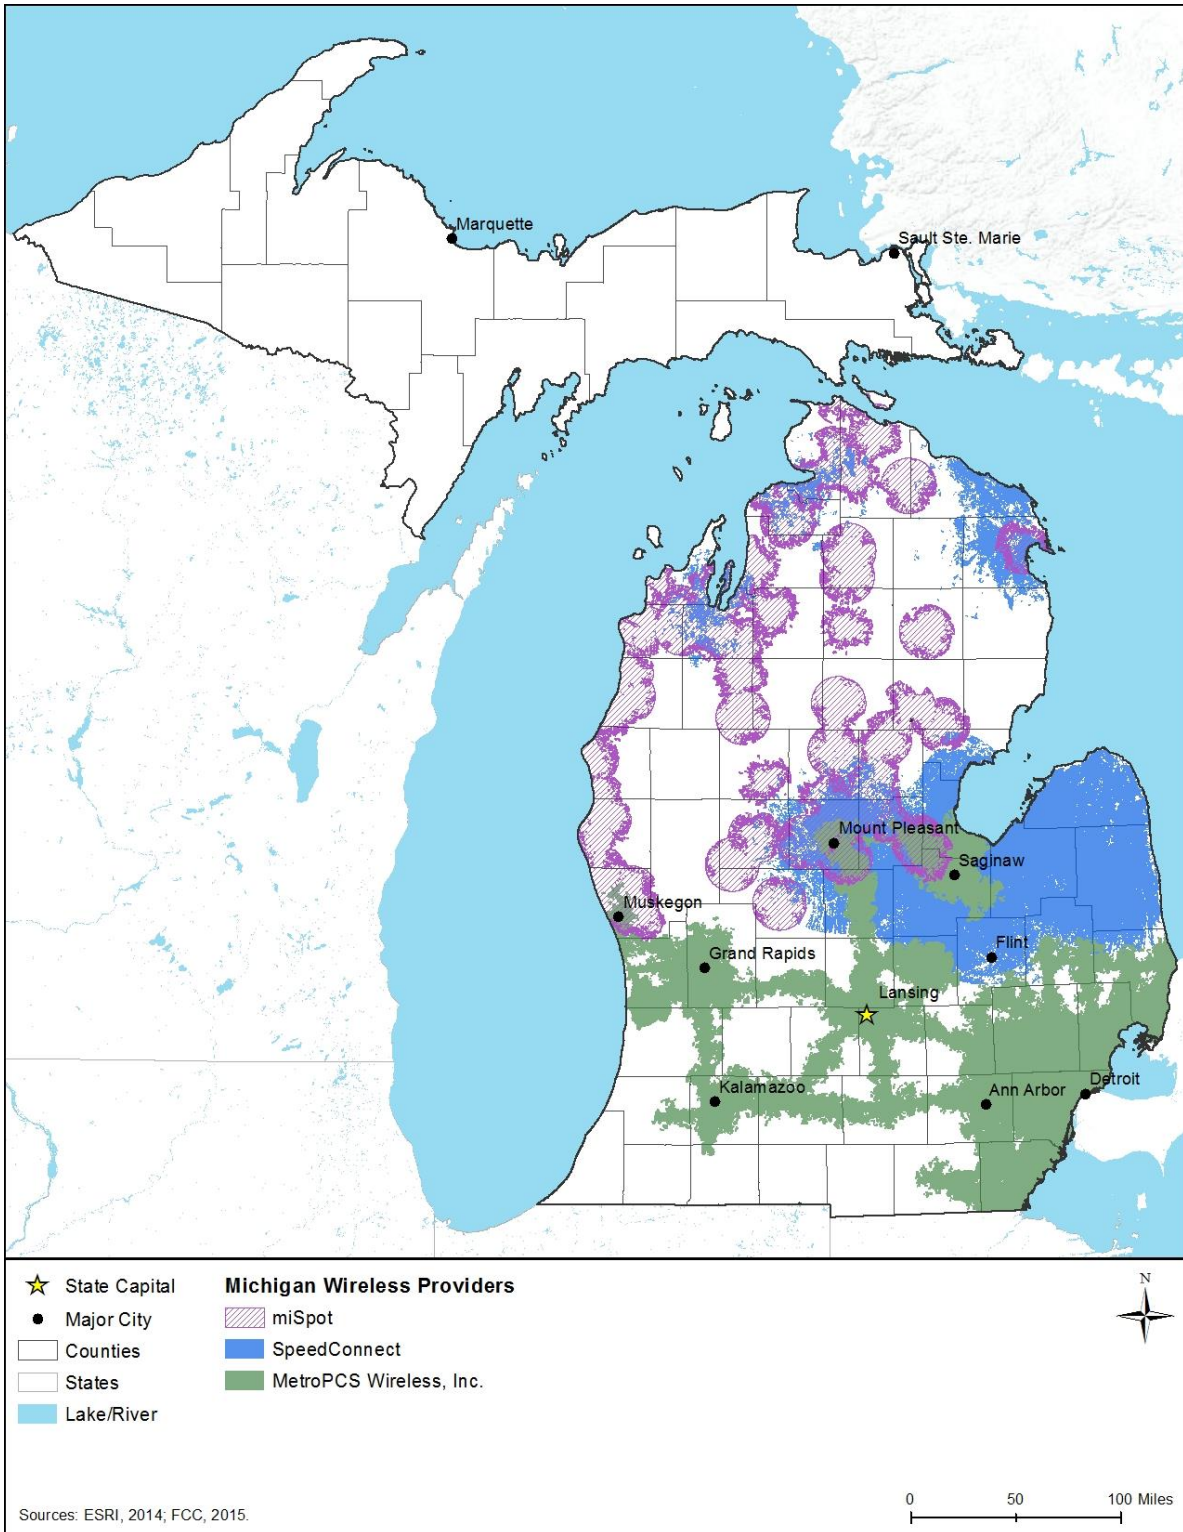 Marquette
Sault Ste. Marie
Mount Pleasant
Saginaw
Muskegon
Flint
Grand Rapids
Lansing
Kalamazoo
Ann Arbor
Detroit
State Capital
Major City
Counties
States
Lake/River
Michigan Wireless Providers
miSpot
SpeedConnect
MetroPCS Wireless, Inc.
N
Sources: ESRI, 2014; FCC, 2015.
0 50 100 Miles